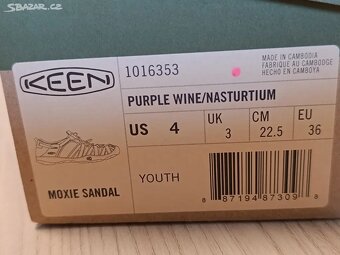 SBAZAR.CZ
KEEN
1016353
MADE IN CAMBODIA
FABRIQUÉ AU CAMBODGE
HECHO EN CAMBOYA
PURPLE WINE/NASTURTIUM
US 4 UK 3 CM 22.5 EU 36
MOXIE SANDAL
YOUTH
8 87194 87309 8